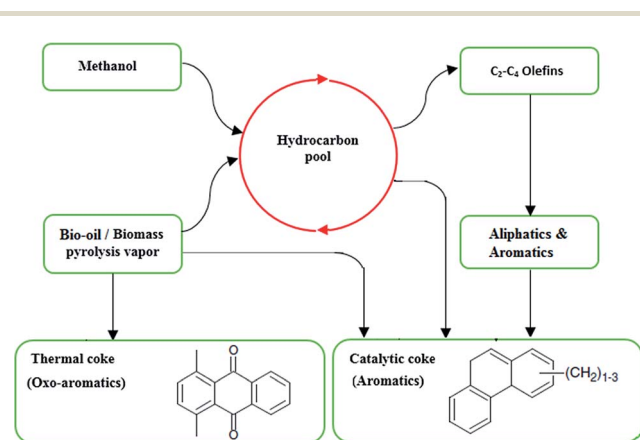 Methanol
C₂-C₄ Olefins
Hydrocarbon
pool
Bio-oil / Biomass
pyrolysis vapor
Aliphatics &
Aromatics
Thermal coke
(Oxo-aromatics)
O
O
Catalytic coke
(Aromatics)
(CH₂)₁₋₃